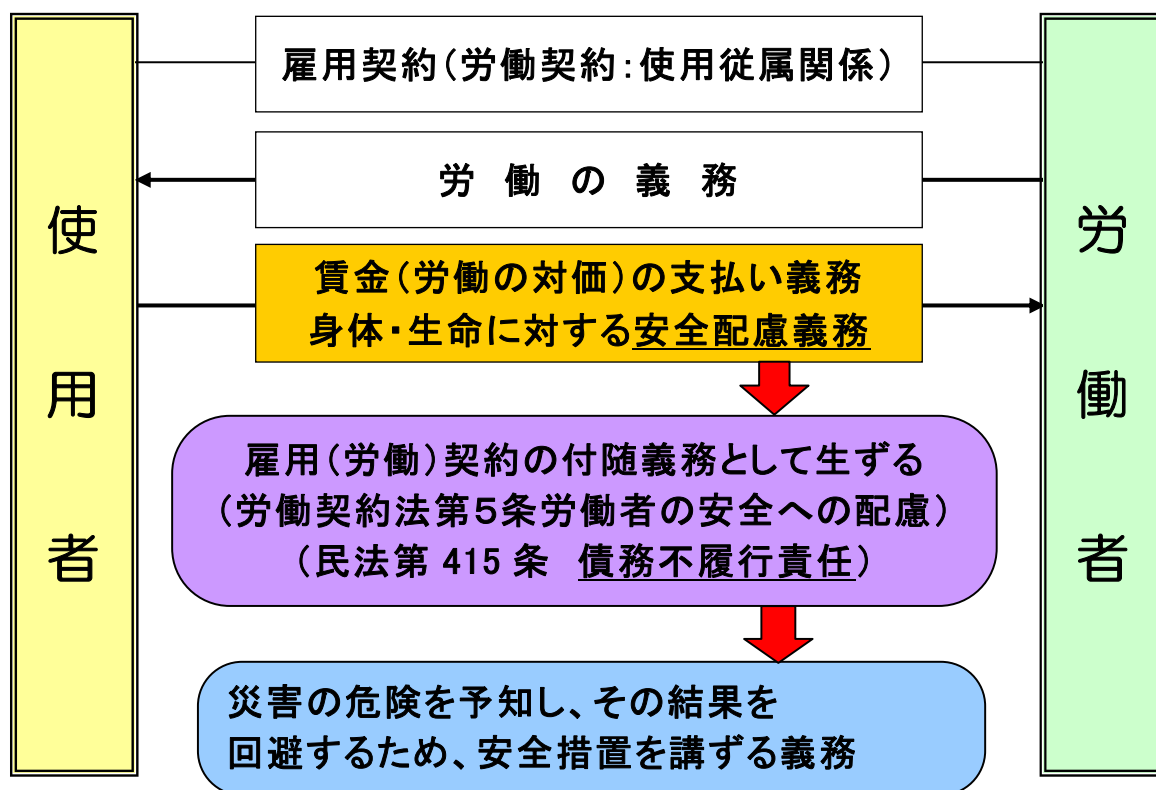 雇用契約（労働契約：使用従属関係）
労働の義務
賃金（労働の対価）の支払い義務
身体・生命に対する安全配慮義務
使用者
労働者
雇用（労働）契約の付随義務として生ずる
（労働契約法第５条労働者の安全への配慮）
（民法第 415 条　債務不履行責任）
災害の危険を予知し、その結果を
回避するため、安全措置を講ずる義務